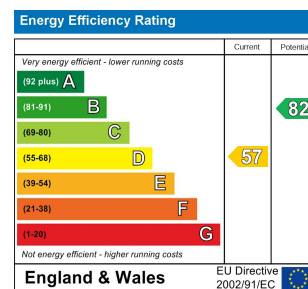 Energy Efficiency Rating
Current Potentia
Very energy efficient - lower running costs
(92 plus) A
(81-91) B
82
(69-80) C
(55-68) D
57
(39-54) E
(21-38) F
(1-20) G
Not energy efficient - higher running costs
England & Wales
EU Directive
2002/91/EC